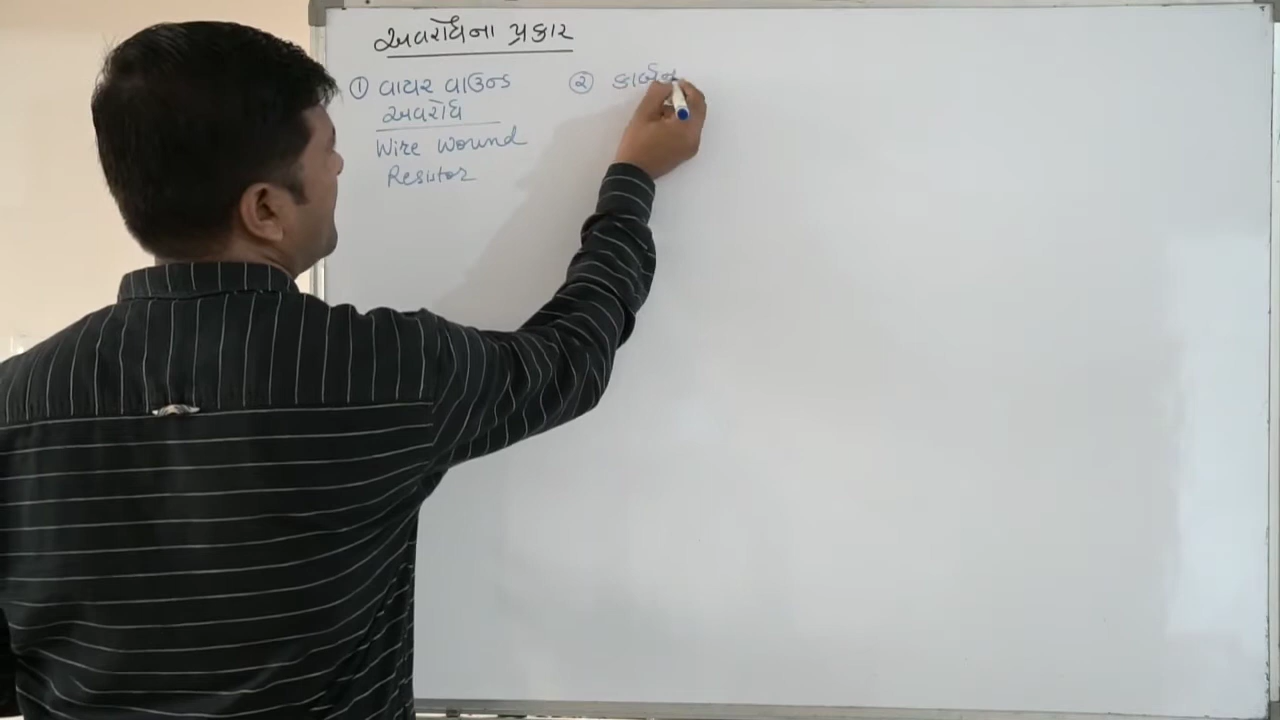 અવરોધના પ્રકાર
① વાયર વાઉન્ડ
અવરોધ
Wire Wound
Resistor
② કાર્બન